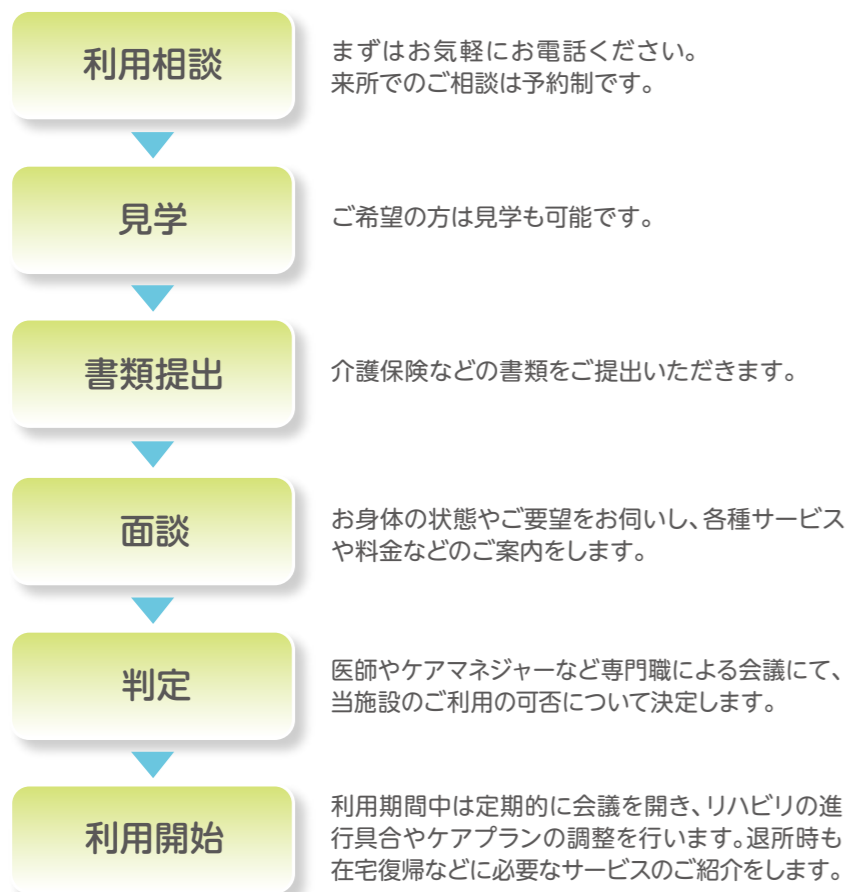 利用相談
まずはお気軽にお電話ください。
来所でのご相談は予約制です。
見学
ご希望の方は見学も可能です。
書類提出
介護保険などの書類をご提出いただきます。
面談
お身体の状態やご要望をお伺いし、各種サービス
や料金などのご案内をします。
判定
医師やケアマネジャーなど専門職による会議にて、
当施設のご利用の可否について決定します。
利用開始
利用期間中は定期的に会議を開き、リハビリの進
行具合やケアプランの調整を行います。退所時も
在宅復帰などに必要なサービスのご紹介をします。